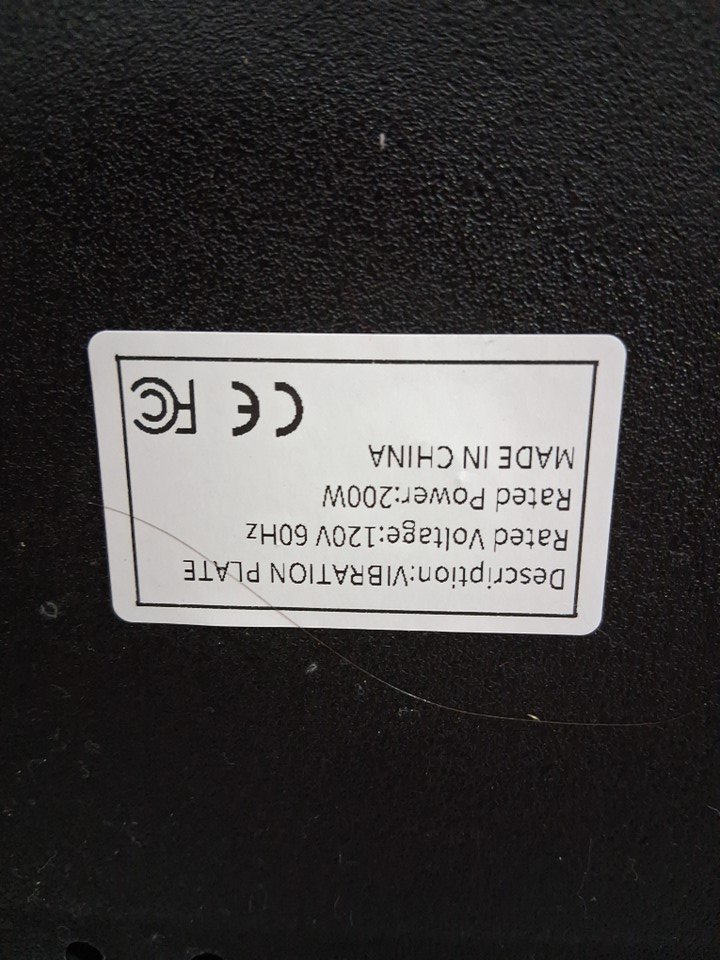 Description:VIBRATION PLATE
Rated Voltage:120V 60Hz
Rated Power:200W
MADE IN CHINA
CE FC